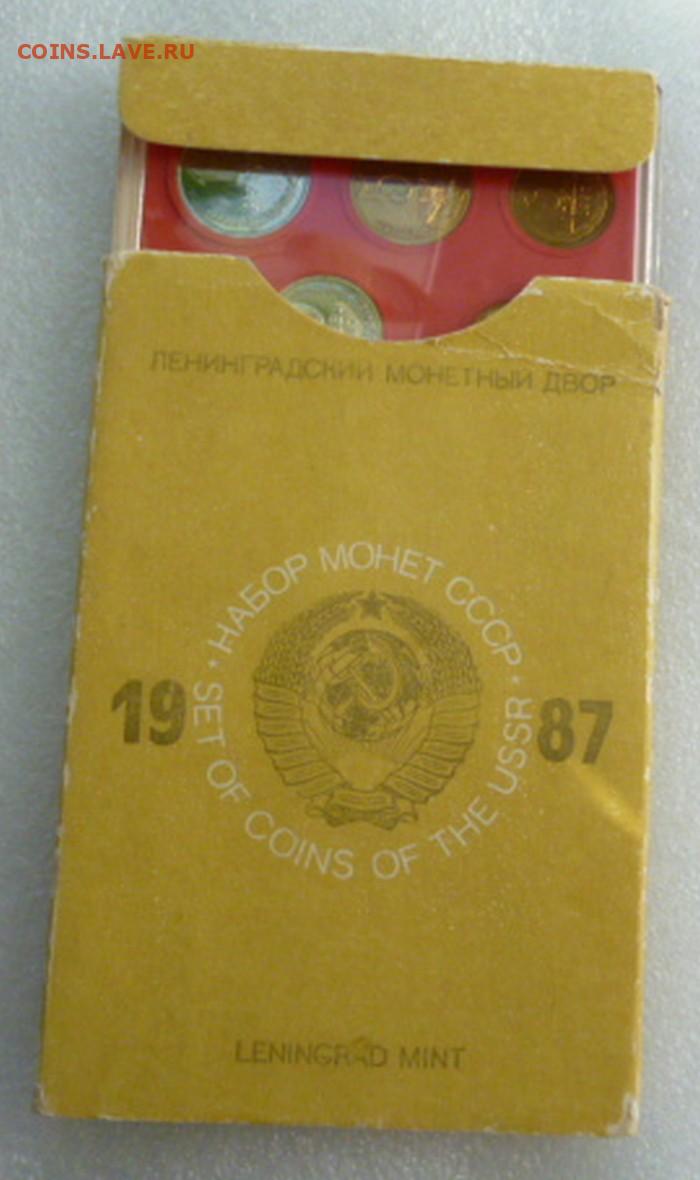 COINS.LAVE.RU
ЛЕНИНГРАДСКИЙ МОНЕТНЫЙ ДВОР
· НАБОР МОНЕТ СССР ·
19 87
SET OF COINS OF THE USSR
LENINGRAD MINT